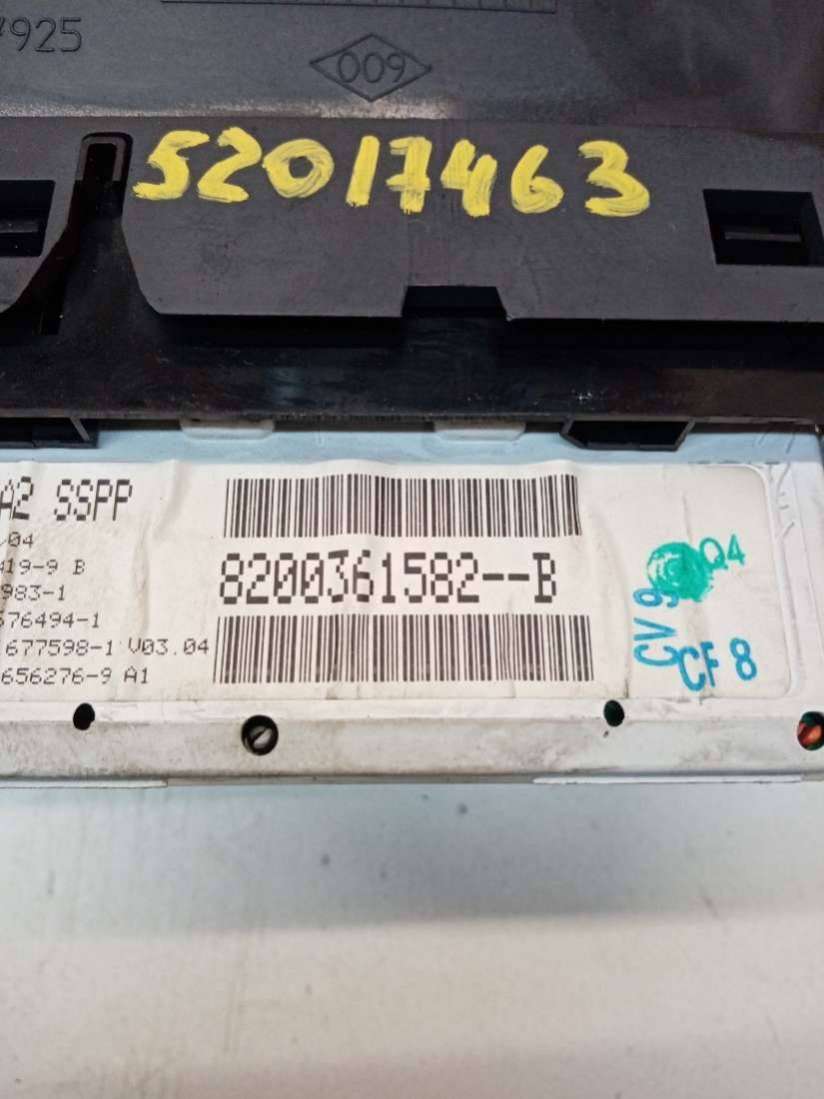 925
009
52017463
A2 SSPP
/04
419-9 B
983-1
676494-1
677598-1 V03.04
656276-9 A1
8200361582--B
Q4
CV 9
CF 8